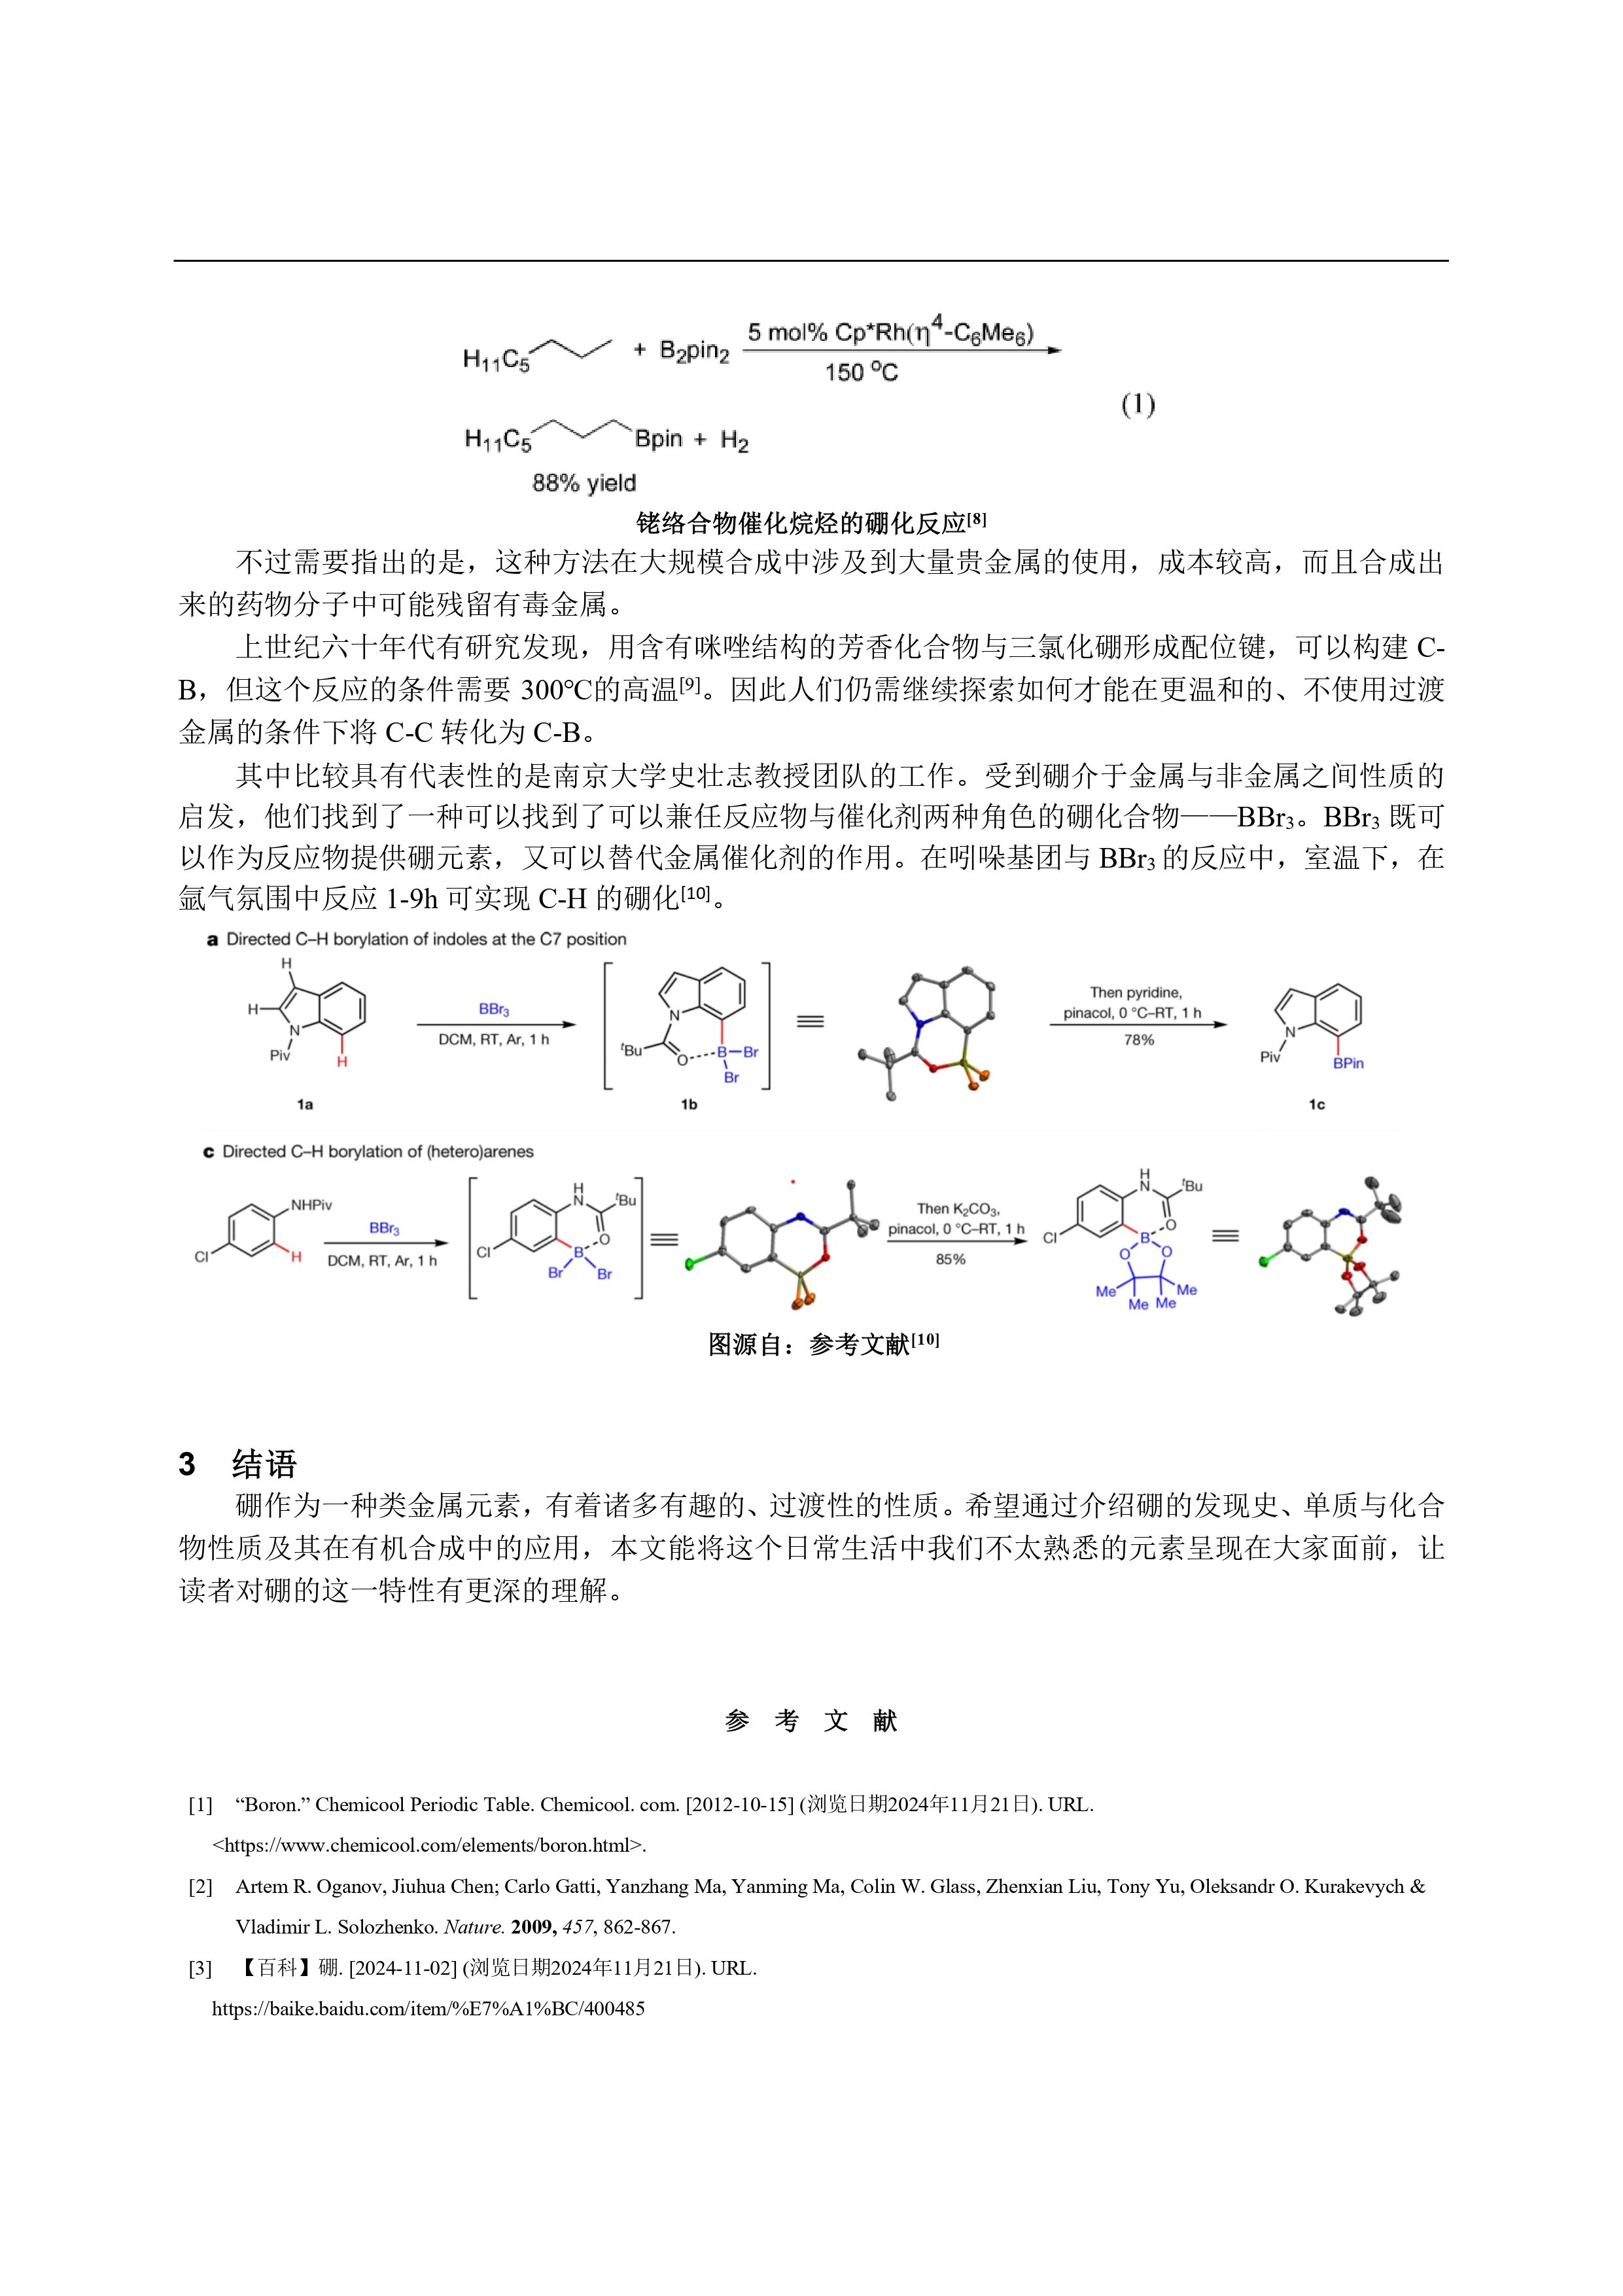 H₁₁C₅ + B₂pin₂ 5 mol% Cp*Rh(η⁴-C₆Me₆)
150 ⁰C
(1)
H₁₁C₅ Bpin + H₂
88% yield
铑络合物催化烷烃的硼化反应[8]
不过需要指出的是，这种方法在大规模合成中涉及到大量贵金属的使用，成本较高，而且合成出
来的药物分子中可能残留有毒金属。
上世纪六十年代有研究发现，用含有咪唑结构的芳香化合物与三氯化硼形成配位键，可以构建 C-
B，但这个反应的条件需要 300℃的高温[9]。因此人们仍需继续探索如何才能在更温和的、不使用过渡
金属的条件下将 C-C 转化为 C-B。
其中比较具有代表性的是南京大学史壮志教授团队的工作。受到硼介于金属与非金属之间性质的
启发，他们找到了一种可以找到了可以兼任反应物与催化剂两种角色的硼化合物——BBr₃。BBr₃ 既可
以作为反应物提供硼元素，又可以替代金属催化剂的作用。在吲哚基团与 BBr₃ 的反应中，室温下，在
氩气氛围中反应 1-9h 可实现 C-H 的硼化[10]。
a Directed C–H borylation of indoles at the C7 position
H
H
N
Piv
H
1a
BBr₃
DCM, RT, Ar, 1 h
N
ᵗBu
O
B–Br
Br
1b
Then pyridine,
pinacol, 0 °C–RT, 1 h
78%
N
Piv
BPin
1c
c Directed C–H borylation of (hetero)arenes
NHPiv
Cl
H
BBr₃
DCM, RT, Ar, 1 h
H
N
ᵗBu
O
Cl
B
Br
Br
Then K₂CO₃,
pinacol, 0 °C–RT, 1 h
85%
H
N
ᵗBu
O
Cl
B
O
O
Me
Me
Me Me
图源自：参考文献[10]
3 结语
硼作为一种类金属元素，有着诸多有趣的、过渡性的性质。希望通过介绍硼的发现史、单质与化合
物性质及其在有机合成中的应用，本文能将这个日常生活中我们不太熟悉的元素呈现在大家面前，让
读者对硼的这一特性有更深的理解。
参 考 文 献
[1] “Boron.” Chemicool Periodic Table. Chemicool. com. [2012-10-15] (浏览日期2024年11月21日). URL.
<https://www.chemicool.com/elements/boron.html>.
[2] Artem R. Oganov, Jiuhua Chen; Carlo Gatti, Yanzhang Ma, Yanming Ma, Colin W. Glass, Zhenxian Liu, Tony Yu, Oleksandr O. Kurakevych &
Vladimir L. Solozhenko. Nature. 2009, 457, 862-867.
[3] 【百科】硼. [2024-11-02] (浏览日期2024年11月21日). URL.
https://baike.baidu.com/item/%E7%A1%BC/400485